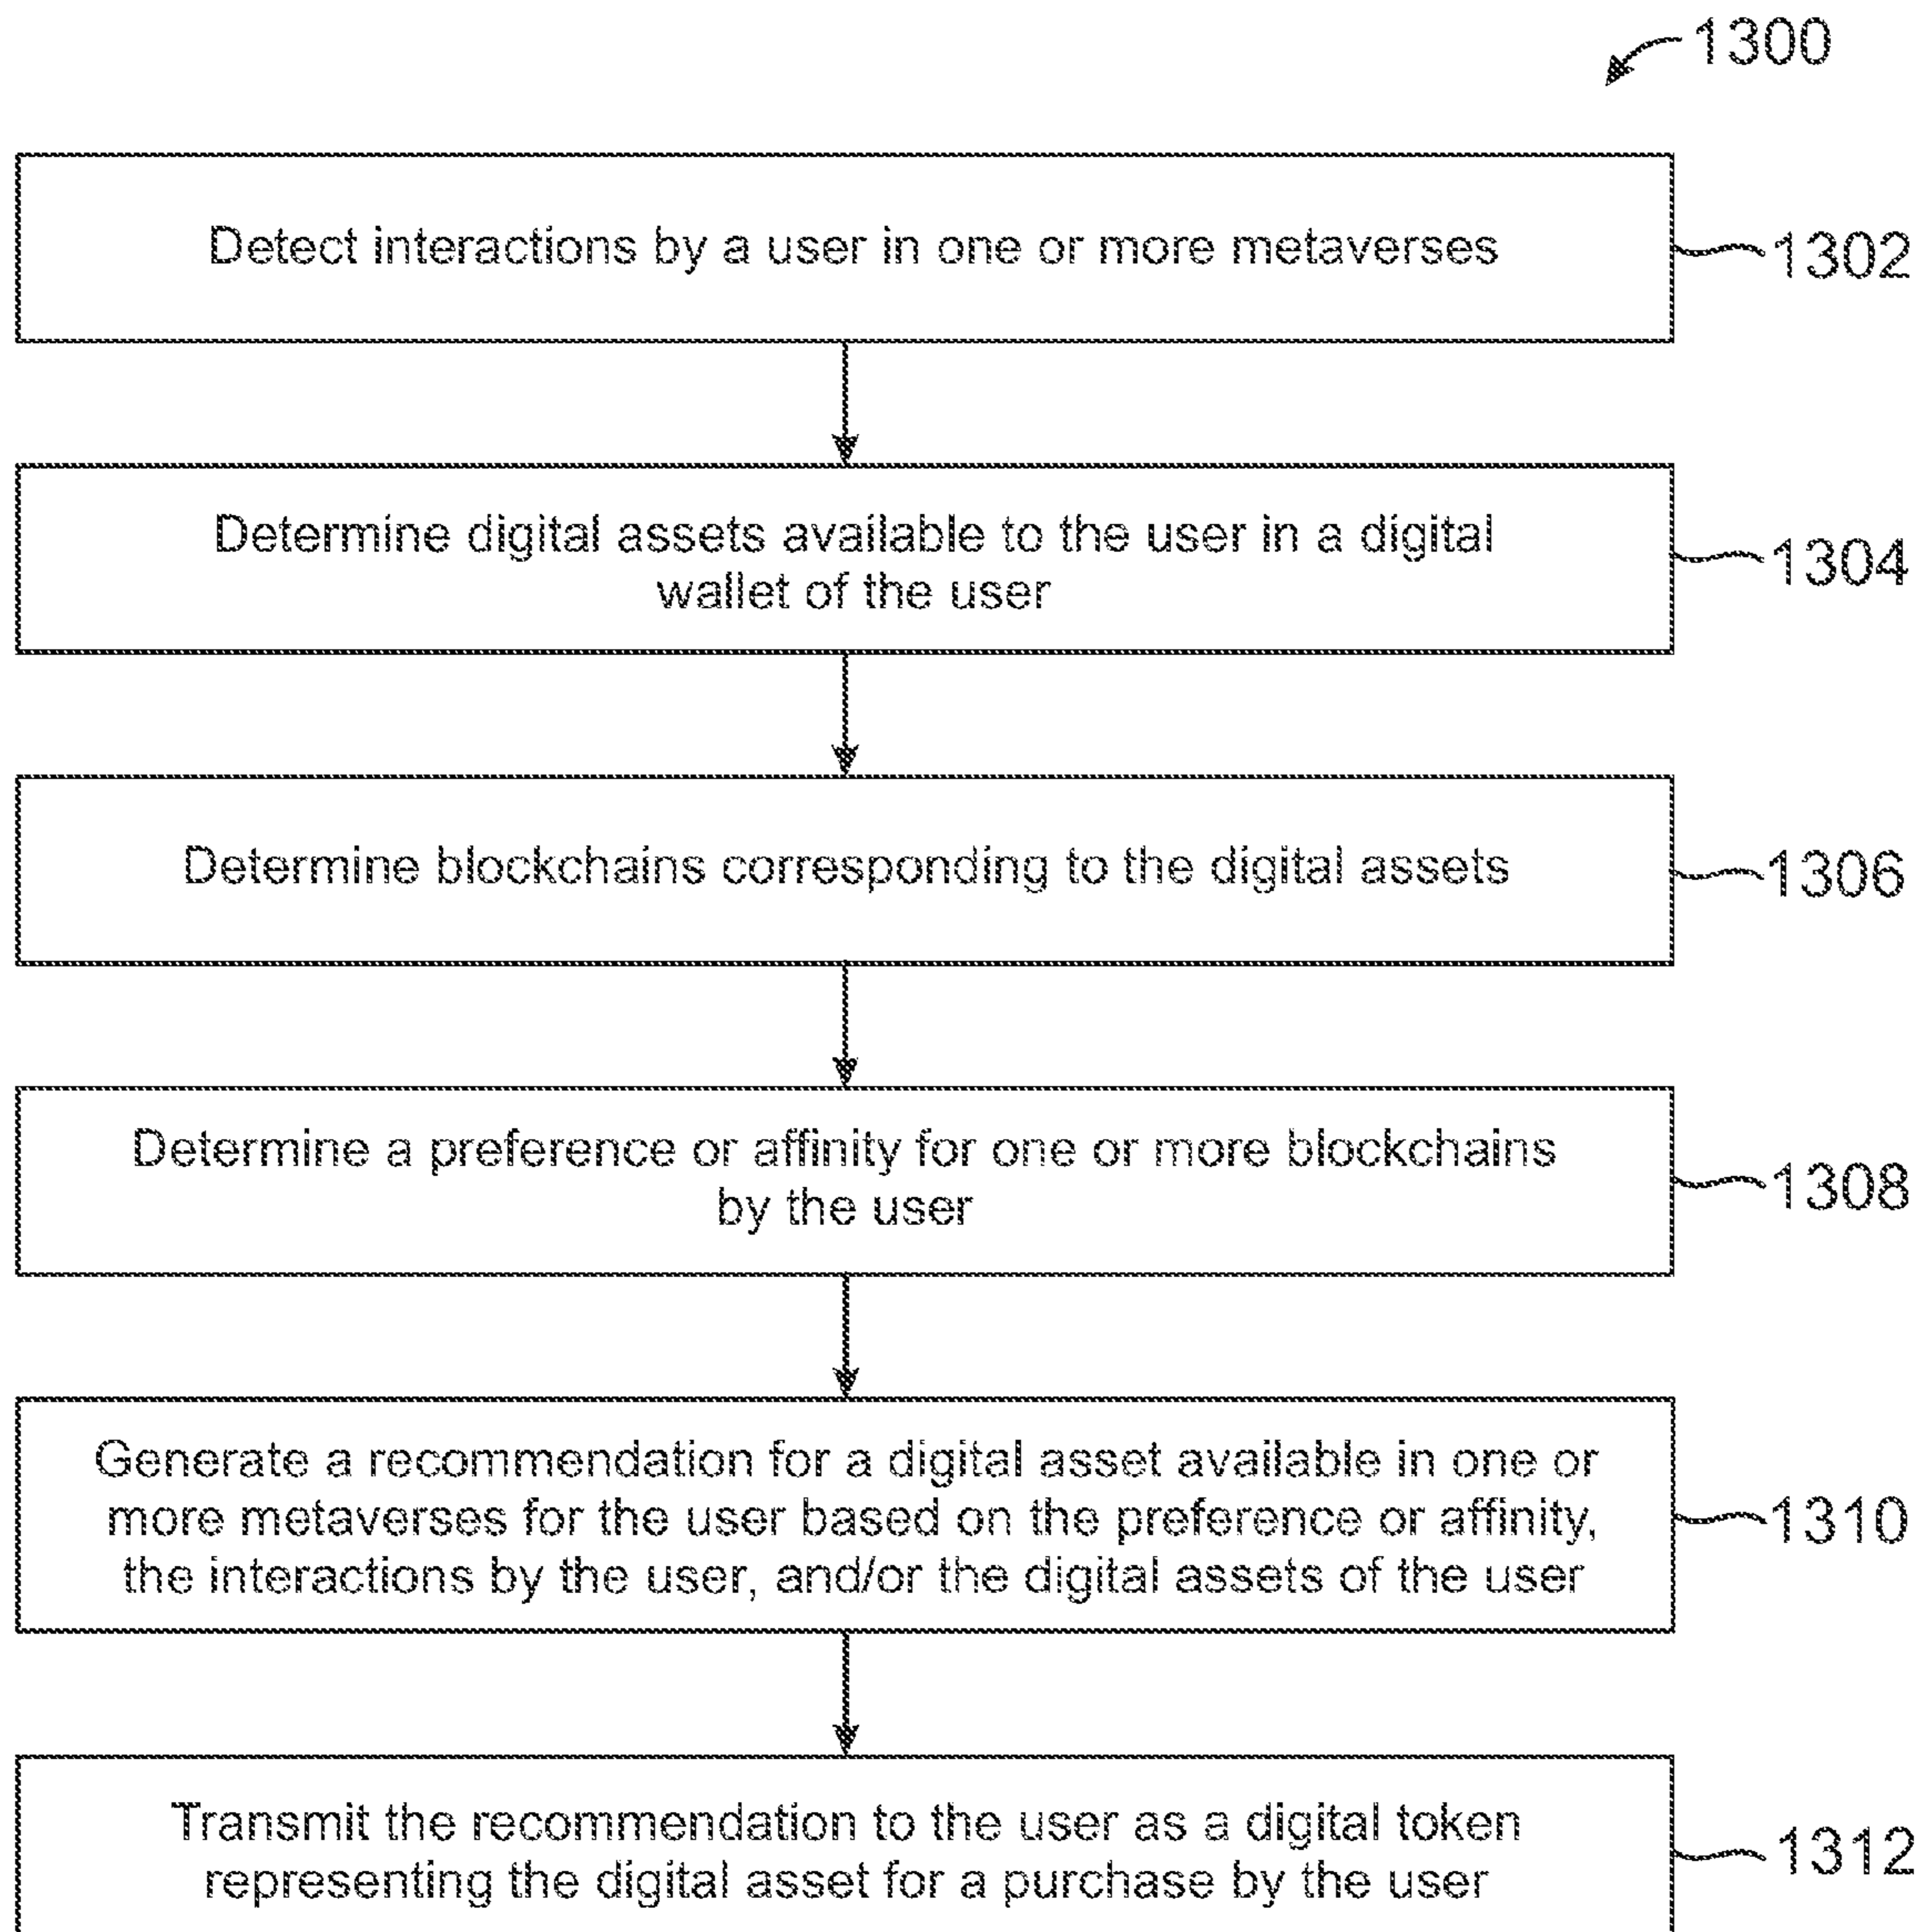 1300
Detect interactions by a user in one or more metaverses
1302
Determine digital assets available to the user in a digital
wallet of the user
1304
Determine blockchains corresponding to the digital assets
1306
Determine a preference or affinity for one or more blockchains
by the user
1308
Generate a recommendation for a digital asset available in one or
more metaverses for the user based on the preference or affinity,
the interactions by the user, and/or the digital assets of the user
1310
Transmit the recommendation to the user as a digital token
representing the digital asset for a purchase by the user
1312